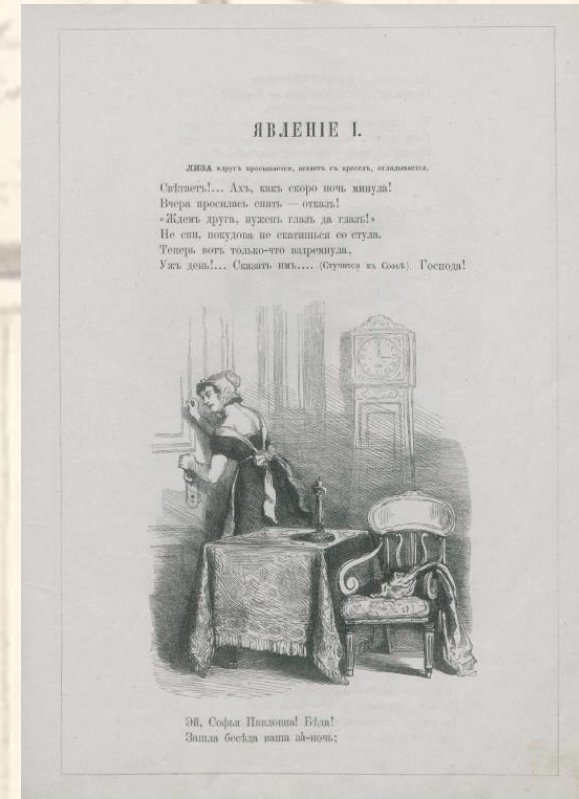 ЯВЛЕНІЕ I.
ЛИЗА вдругъ просыпается, встаетъ съ креселъ, оглядывается.
Свѣтаетъ!... Ахъ, какъ скоро ночь минула!
Вчера просилась спать — отказъ!
«Ждемъ друга, нуженъ глазъ да глазъ!»
Не спи, покудова не скатишься со стула.
Теперь вотъ только-что вздремнула,
Ужъ день!... Сказать имъ.... (Стучится къ Софьѣ). Господа!
Эй, Софья Павловна! Бѣда!
Зашла бесѣда ваша за̀-ночь;